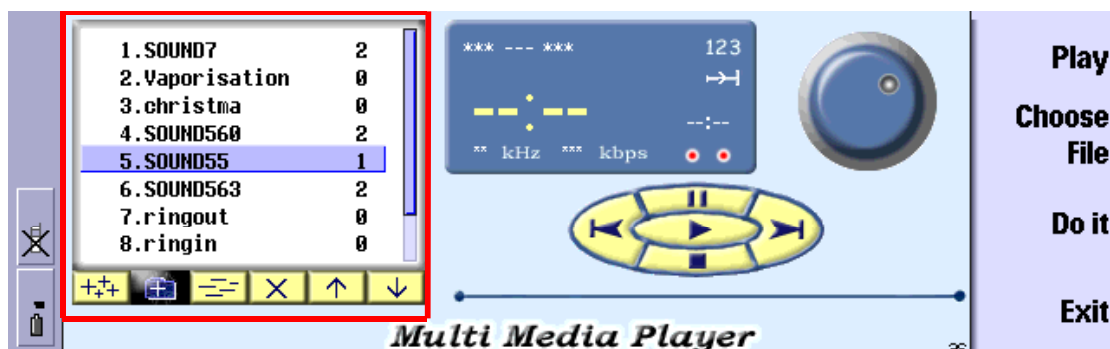 1.SOUND7 2
2.Vaporisation 0
3.christma 0
4.SOUND560 2
5.SOUND55 1
6.SOUND563 2
7.ringout 0
8.ringin 0
*** --- *** 123
--:--
--:--
** kHz *** kbps
Multi Media Player
Play
Choose
File
Do it
Exit